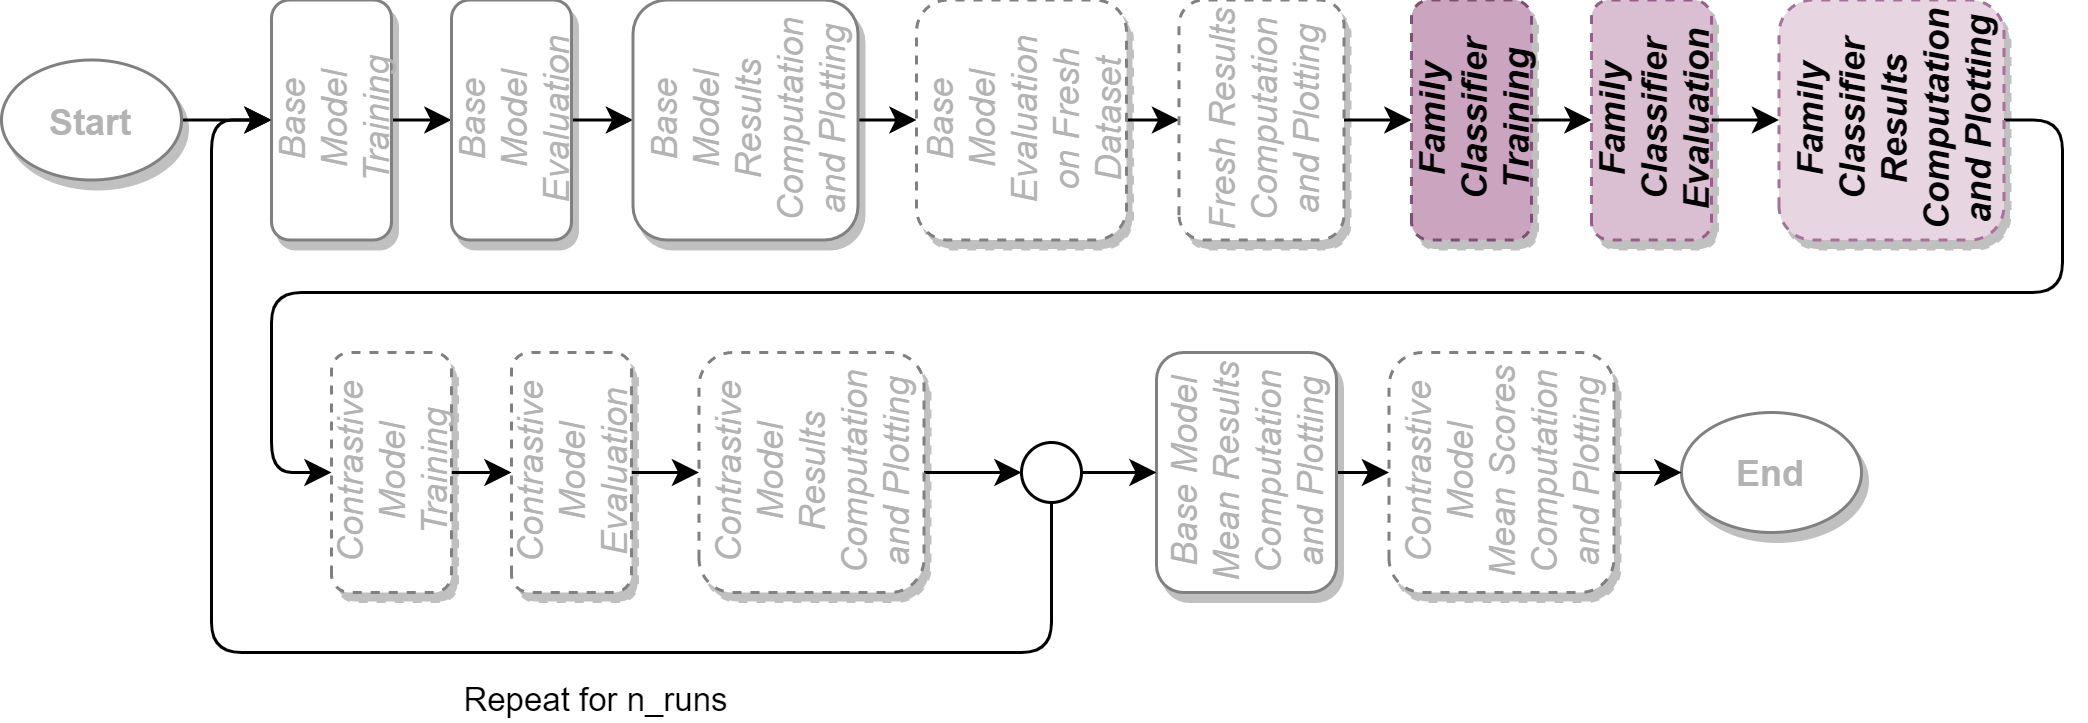 Start
Base
Model
Training
Base
Model
Evaluation
Base
Model
Results
Computation
and Plotting
Base
Model
Evaluation
on Fresh
Dataset
Fresh Results
Computation
and Plotting
Family
Classifier
Training
Family
Classifier
Evaluation
Family
Classifier
Results
Computation
and Plotting
Contrastive
Model
Training
Contrastive
Model
Evaluation
Contrastive
Model
Results
Computation
and Plotting
Base Model
Mean Results
Computation
and Plotting
Contrastive
Model
Mean Scores
Computation
and Plotting
End
Repeat for n_runs